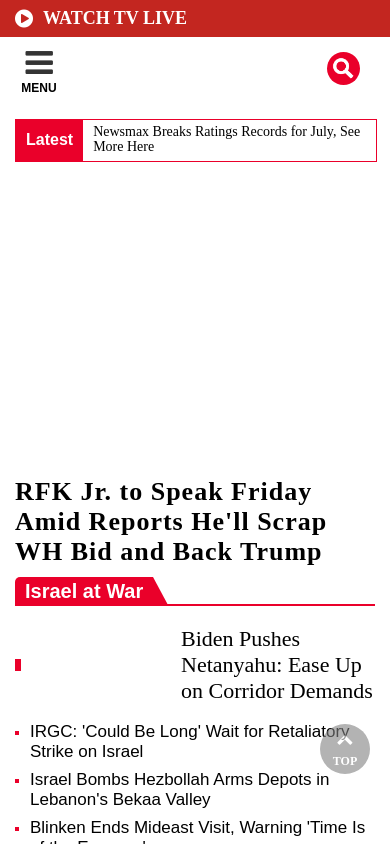 WATCH TV LIVE
MENU
Latest
Newsmax Breaks Ratings Records for July, See
More Here
RFK Jr. to Speak Friday
Amid Reports He'll Scrap
WH Bid and Back Trump
Israel at War
Biden Pushes
Netanyahu: Ease Up
on Corridor Demands
IRGC: 'Could Be Long' Wait for Retaliatory
Strike on Israel
TOP
Israel Bombs Hezbollah Arms Depots in
Lebanon's Bekaa Valley
Blinken Ends Mideast Visit, Warning 'Time Is